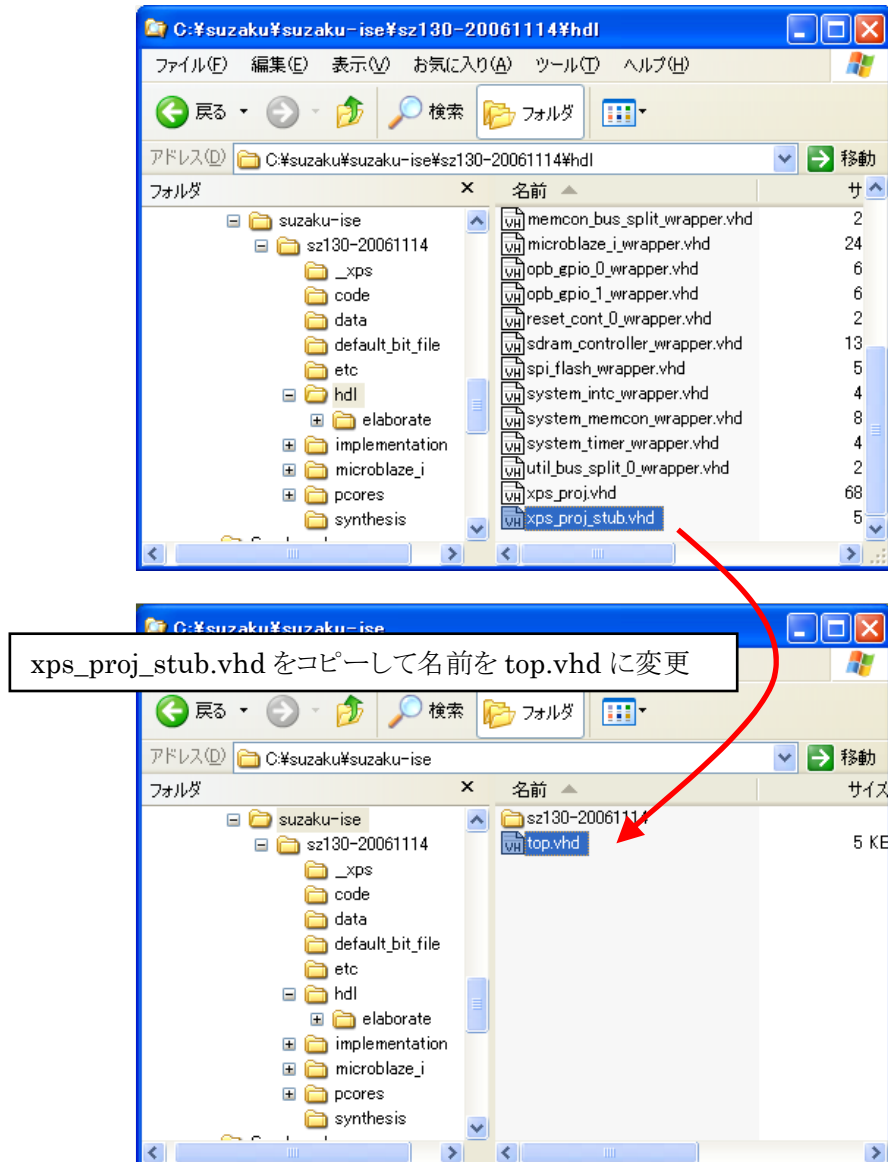 C:¥suzaku¥suzaku-ise¥sz130-20061114¥hdl
ファイル(F) 編集(E) 表示(V) お気に入り(A) ツール(T) ヘルプ(H)
戻る 検索 フォルダ
アドレス(D) C:¥suzaku¥suzaku-ise¥sz130-20061114¥hdl 移動
フォルダ × 名前 サ
suzaku-ise
sz130-20061114
_xps
code
data
default_bit_file
etc
hdl
elaborate
implementation
microblaze_i
pcores
synthesis
memcon_bus_split_wrapper.vhd 2
microblaze_i_wrapper.vhd 24
opb_gpio_0_wrapper.vhd 6
opb_gpio_1_wrapper.vhd 6
reset_cont_0_wrapper.vhd 2
sdram_controller_wrapper.vhd 13
spi_flash_wrapper.vhd 5
system_intc_wrapper.vhd 4
system_memcon_wrapper.vhd 8
system_timer_wrapper.vhd 4
util_bus_split_0_wrapper.vhd 2
xps_proj.vhd 68
xps_proj_stub.vhd 5
C:¥suzaku¥suzaku-ise
xps_proj_stub.vhd をコピーして名前を top.vhd に変更
戻る 検索 フォルダ
アドレス(D) C:¥suzaku¥suzaku-ise 移動
フォルダ × 名前 サイズ
suzaku-ise
sz130-20061114
_xps
code
data
default_bit_file
etc
hdl
elaborate
implementation
microblaze_i
pcores
synthesis
sz130-20061114
top.vhd 5 KB